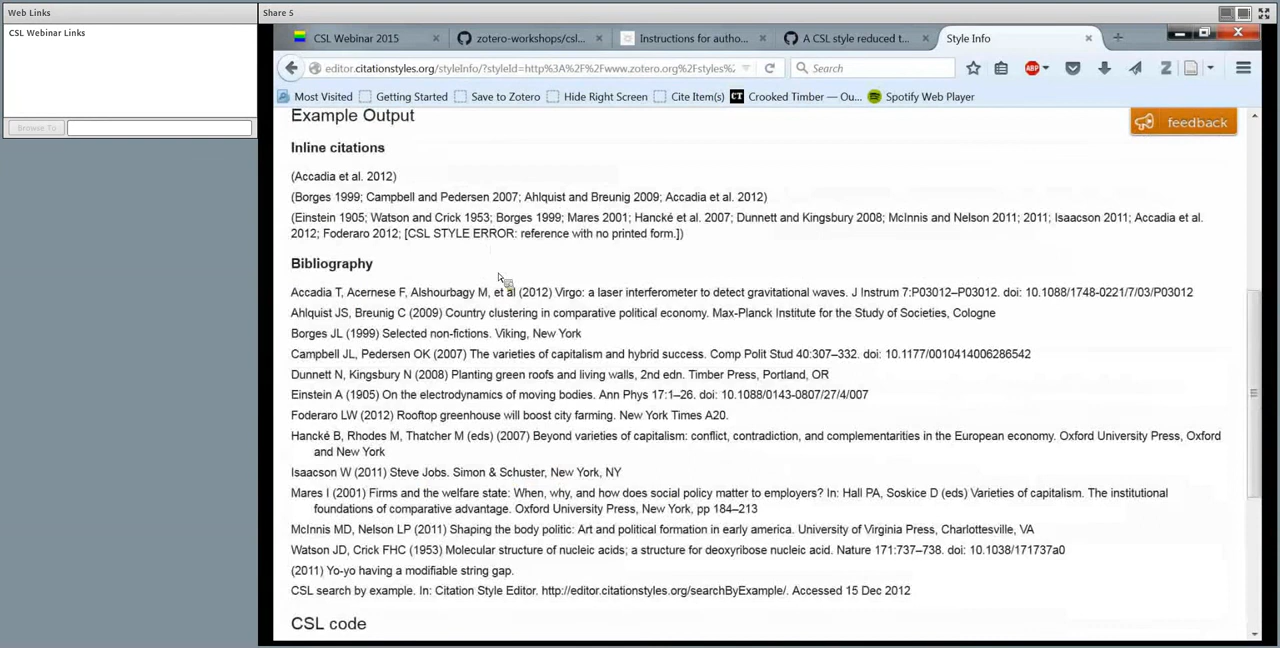 Web Links
CSL Webinar Links
Browse To
Share 5
CSL Webinar 2015
zotero-workshops/csl...
Instructions for autho...
A CSL style reduced t...
Style Info
editor.citationstyles.org/styleInfo/?styleId=http%3A%2F%2Fwww.zotero.org%2Fstyles%2
Search
ABP
Z
Most Visited
Getting Started
Save to Zotero
Hide Right Screen
Cite Item(s)
CT Crooked Timber — Ou...
Spotify Web Player
feedback
Example Output
Inline citations
(Accadia et al. 2012)
(Borges 1999; Campbell and Pedersen 2007; Ahlquist and Breunig 2009; Accadia et al. 2012)
(Einstein 1905; Watson and Crick 1953; Borges 1999; Mares 2001; Hancké et al. 2007; Dunnett and Kingsbury 2008; McInnis and Nelson 2011; 2011; Isaacson 2011; Accadia et al.
2012; Foderaro 2012; [CSL STYLE ERROR: reference with no printed form.])
Bibliography
Accadia T, Acernese F, Alshourbagy M, et al (2012) Virgo: a laser interferometer to detect gravitational waves. J Instrum 7:P03012–P03012. doi: 10.1088/1748-0221/7/03/P03012
Ahlquist JS, Breunig C (2009) Country clustering in comparative political economy. Max-Planck Institute for the Study of Societies, Cologne
Borges JL (1999) Selected non-fictions. Viking, New York
Campbell JL, Pedersen OK (2007) The varieties of capitalism and hybrid success. Comp Polit Stud 40:307–332. doi: 10.1177/0010414006286542
Dunnett N, Kingsbury N (2008) Planting green roofs and living walls, 2nd edn. Timber Press, Portland, OR
Einstein A (1905) On the electrodynamics of moving bodies. Ann Phys 17:1–26. doi: 10.1088/0143-0807/27/4/007
Foderaro LW (2012) Rooftop greenhouse will boost city farming. New York Times A20.
Hancké B, Rhodes M, Thatcher M (eds) (2007) Beyond varieties of capitalism: conflict, contradiction, and complementarities in the European economy. Oxford University Press, Oxford
and New York
Isaacson W (2011) Steve Jobs. Simon & Schuster, New York, NY
Mares I (2001) Firms and the welfare state: When, why, and how does social policy matter to employers? In: Hall PA, Soskice D (eds) Varieties of capitalism. The institutional
foundations of comparative advantage. Oxford University Press, New York, pp 184–213
McInnis MD, Nelson LP (2011) Shaping the body politic: Art and political formation in early america. University of Virginia Press, Charlottesville, VA
Watson JD, Crick FHC (1953) Molecular structure of nucleic acids; a structure for deoxyribose nucleic acid. Nature 171:737–738. doi: 10.1038/171737a0
(2011) Yo-yo having a modifiable string gap.
CSL search by example. In: Citation Style Editor. http://editor.citationstyles.org/searchByExample/. Accessed 15 Dec 2012
CSL code